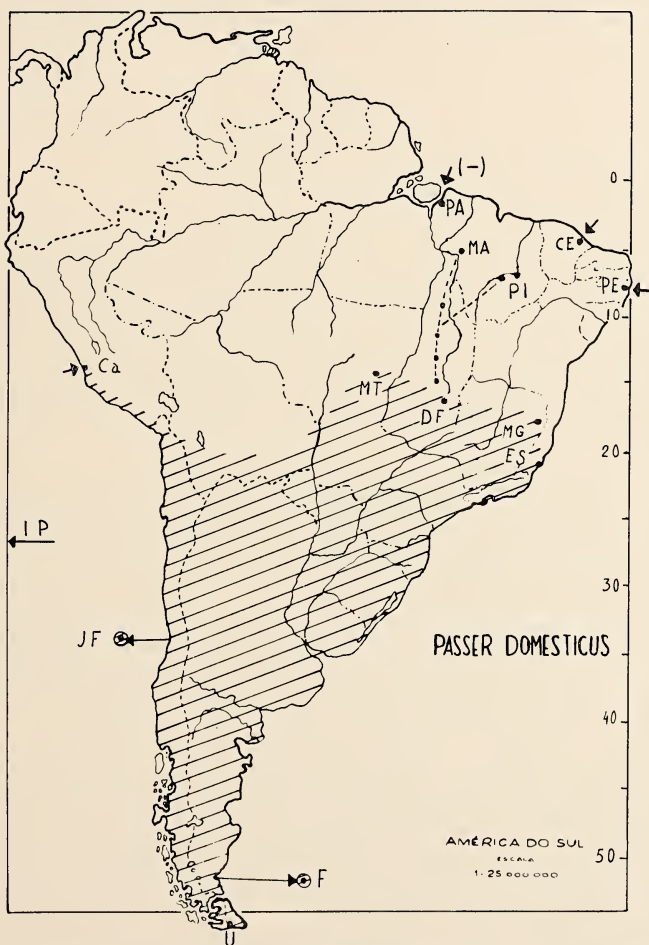 (-)
0
PA
CE
MA
PI
PE
10
Ca
MT
DF
MG
ES
20
IP
30
JF
PASSER DOMESTICUS
40
AMÉRICA DO SUL
ESCALA
1-25 000 000
50
F
U